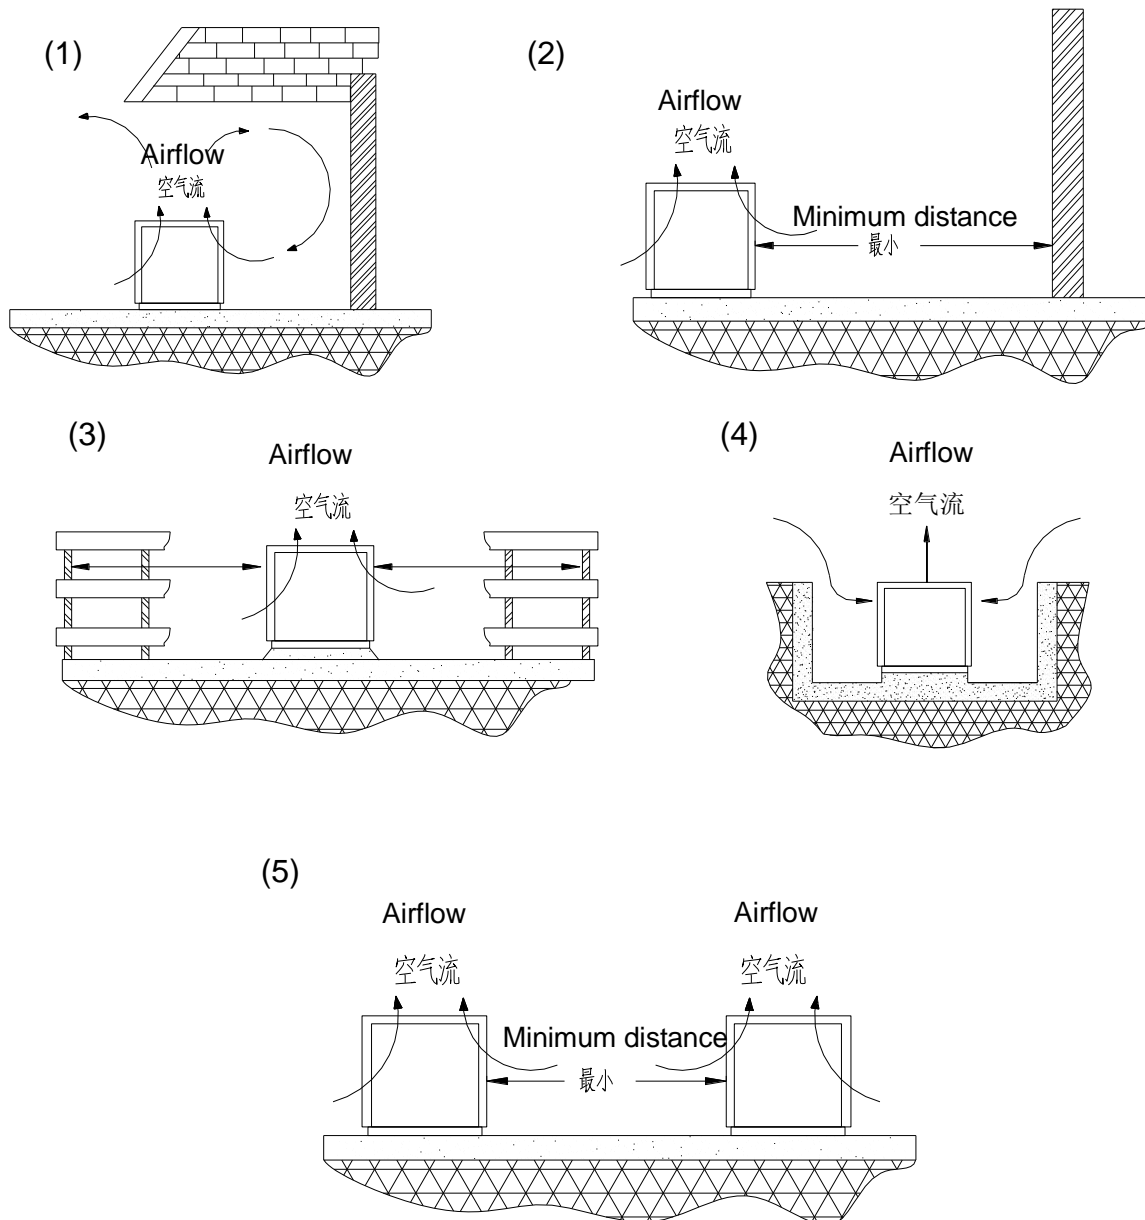 (1)
Airflow
空气流
(2)
Airflow
空气流
Minimum distance
最小
(3)
Airflow
空气流
(4)
Airflow
空气流
(5)
Airflow
空气流
Airflow
空气流
Minimum distance
最小